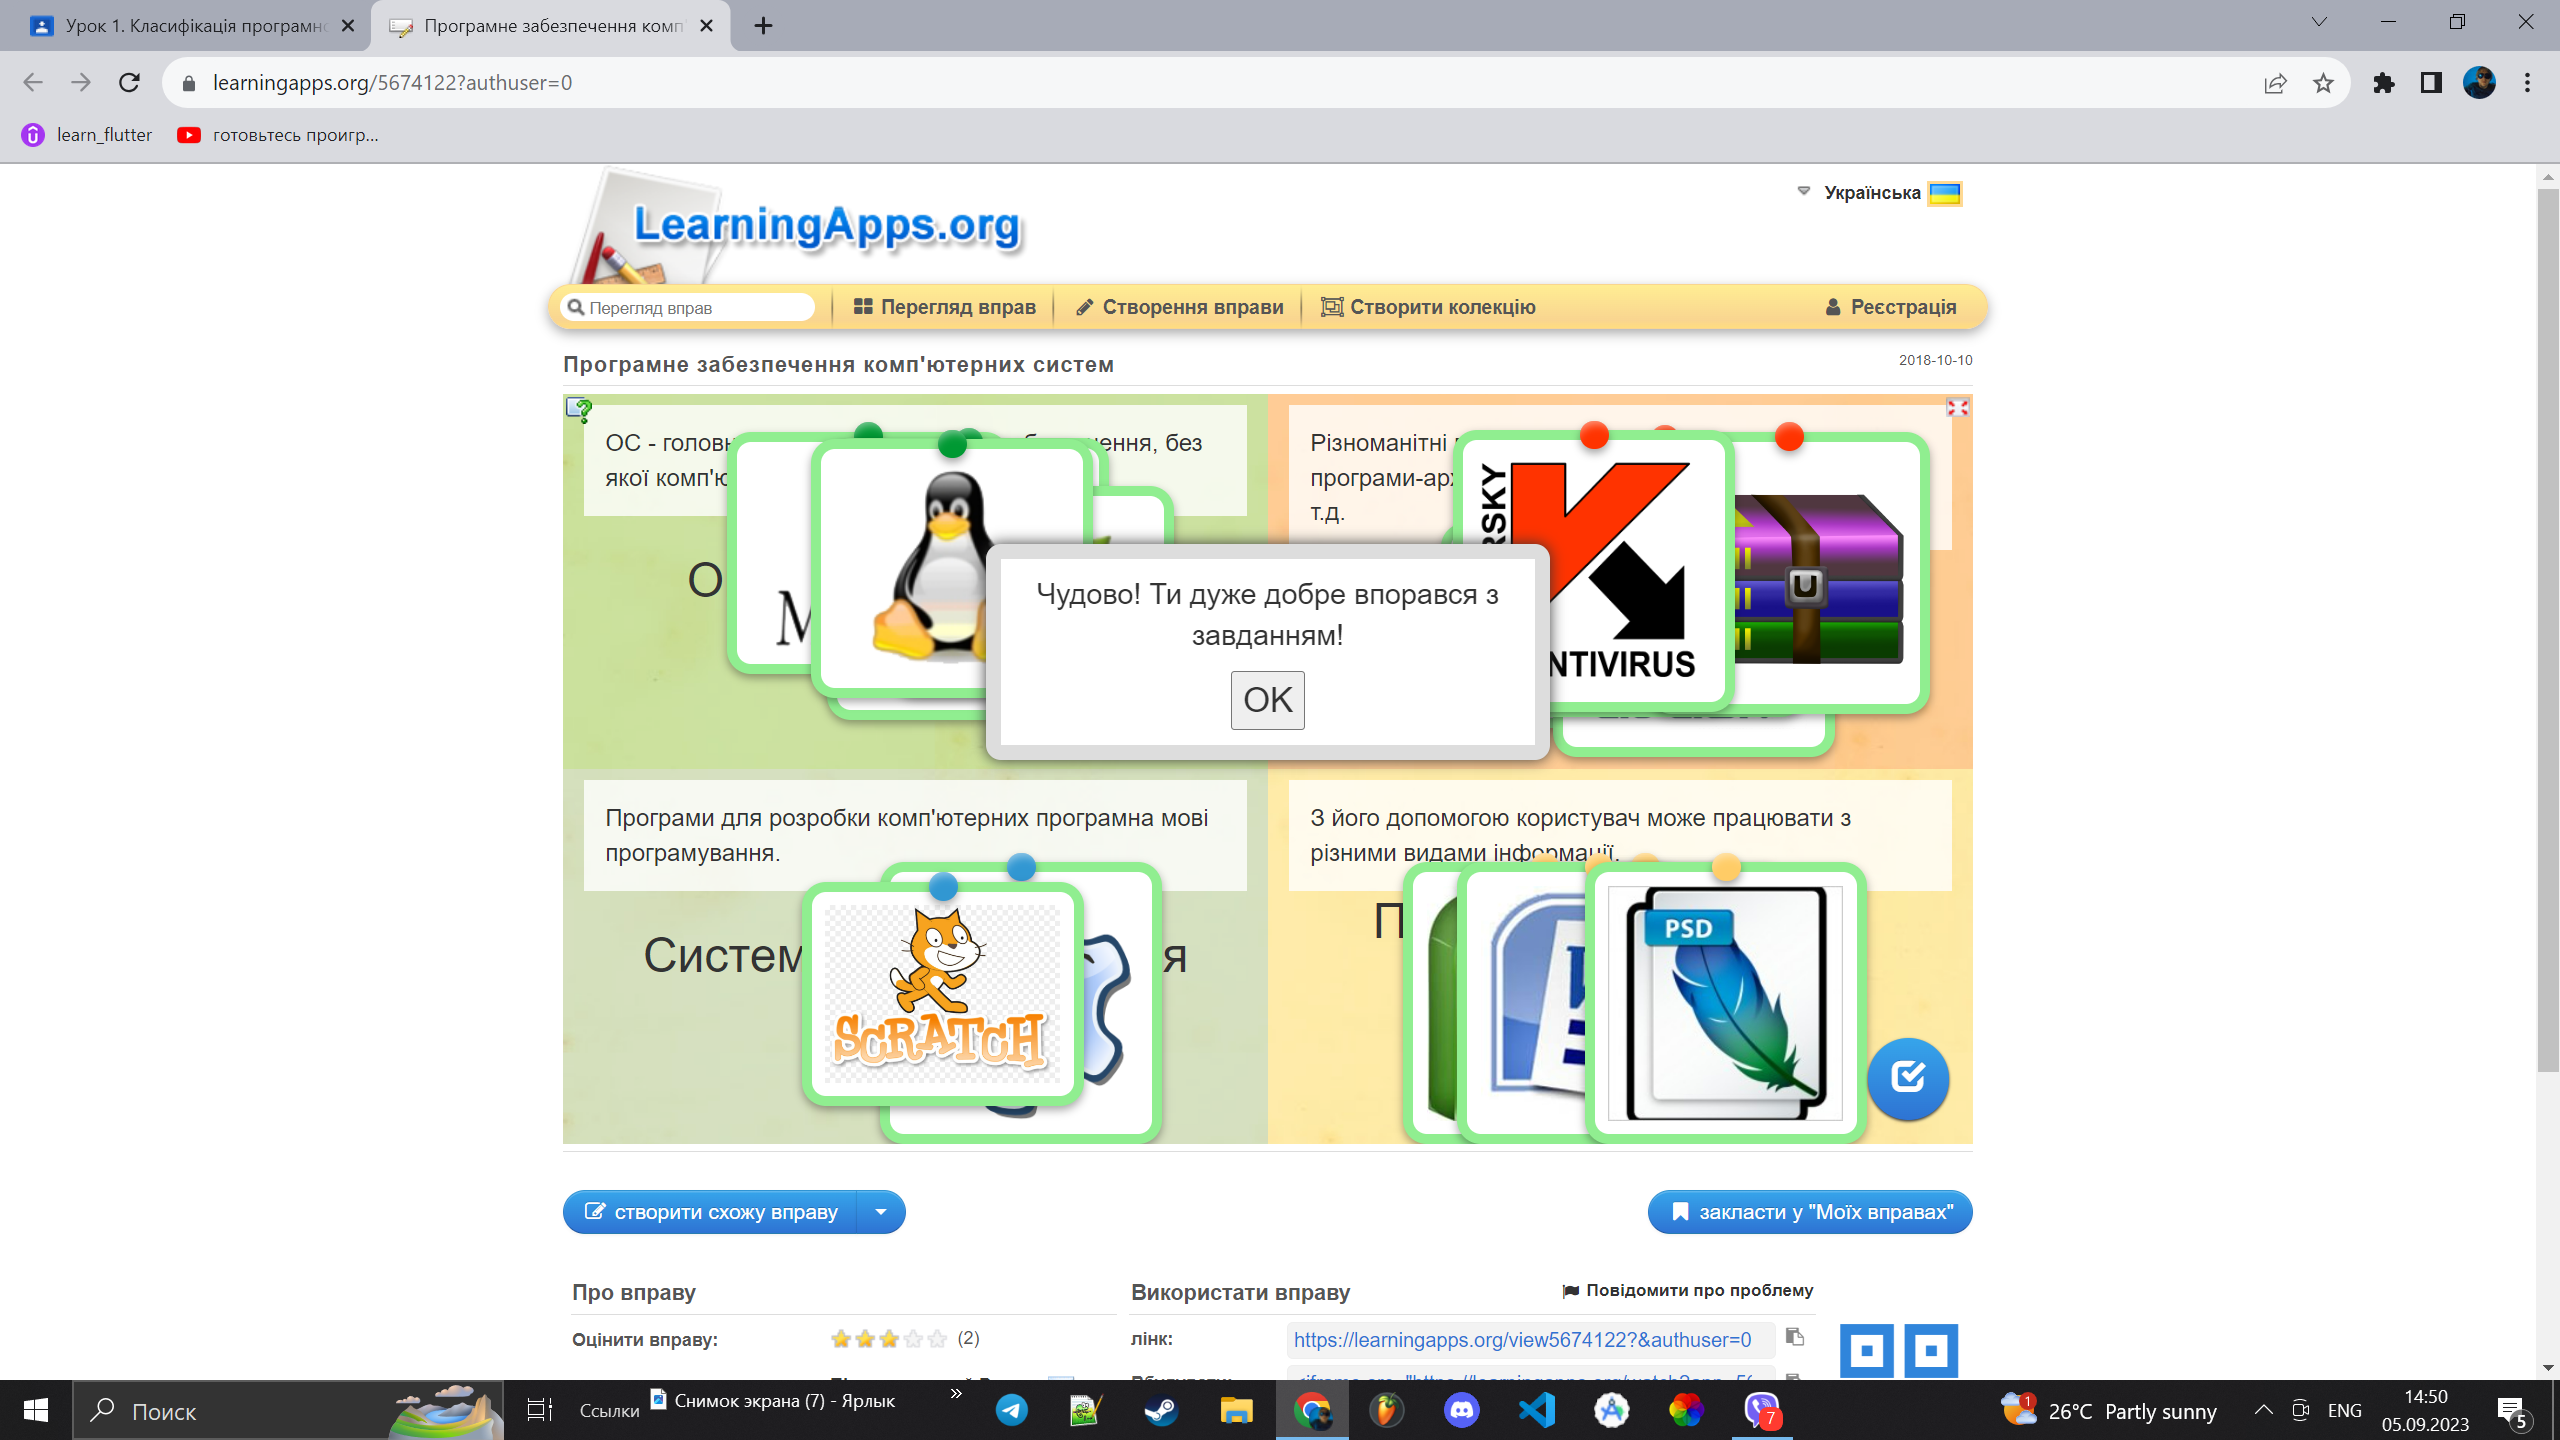 Урок 1. Класифікація програмно
Програмне забезпечення комп'
learningapps.org/5674122?authuser=0
learn_flutter
готовьтесь проигр...
LearningApps.org
Українська
Перегляд вправ
Перегляд вправ
Створення вправи
Створити колекцію
Реєстрація
Програмне забезпечення комп'ютерних систем
2018-10-10
ОС - голов
ення, без
якої комп'ю
Різноманітні
програми-ар
т.д.
RSKY
NTIVIRUS
О
M
U
Чудово! Ти дуже добре впорався з
завданням!
OK
Програми для розробки комп'ютерних програмна мові
програмування.
З його допомогою користувач може працювати з
різними видами інформації.
Систем
я
SCRATCH
П
W
PSD
створити схожу вправу
закласти у "Моїх вправах"
Про вправу
Використати вправу
Повідомити про проблему
Оцінити вправу:
(2)
лінк:
https://learningapps.org/view5674122?&authuser=0
Поиск
Ссылки
Снимок экрана (7) - Ярлык
»
7
1
26°C Partly sunny
ENG
14:50
05.09.2023
5